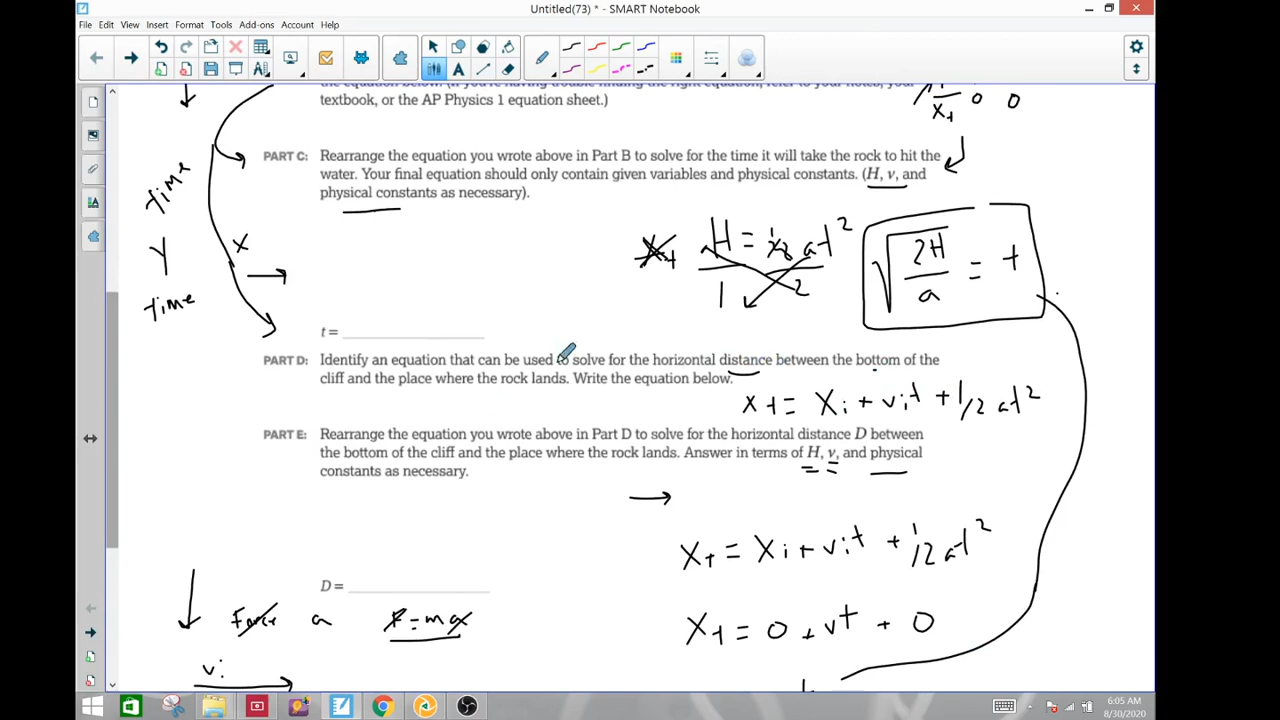 Untitled(73) * - SMART Notebook
File Edit View Insert Format Tools Add-ons Account Help
textbook, or the AP Physics 1 equation sheet.)
x+ 0 0
PART C: Rearrange the equation you wrote above in Part B to solve for the time it will take the rock to hit the
water. Your final equation should only contain given variables and physical constants. (H, v, and
physical constants as necessary).
Time
Y
X
Time
H = 1/2 at²
1 2
√2H/a = t
t =
PART D: Identify an equation that can be used to solve for the horizontal distance between the bottom of the
cliff and the place where the rock lands. Write the equation below.
x+ = Xi + vit + 1/2 at²
PART E: Rearrange the equation you wrote above in Part D to solve for the horizontal distance D between
the bottom of the cliff and the place where the rock lands. Answer in terms of H, v, and physical
constants as necessary.
X+ = Xi + vit + 1/2 at²
D =
Force a F=ma
X+ = 0 + vt + 0
vi
6:05 AM
8/30/2020